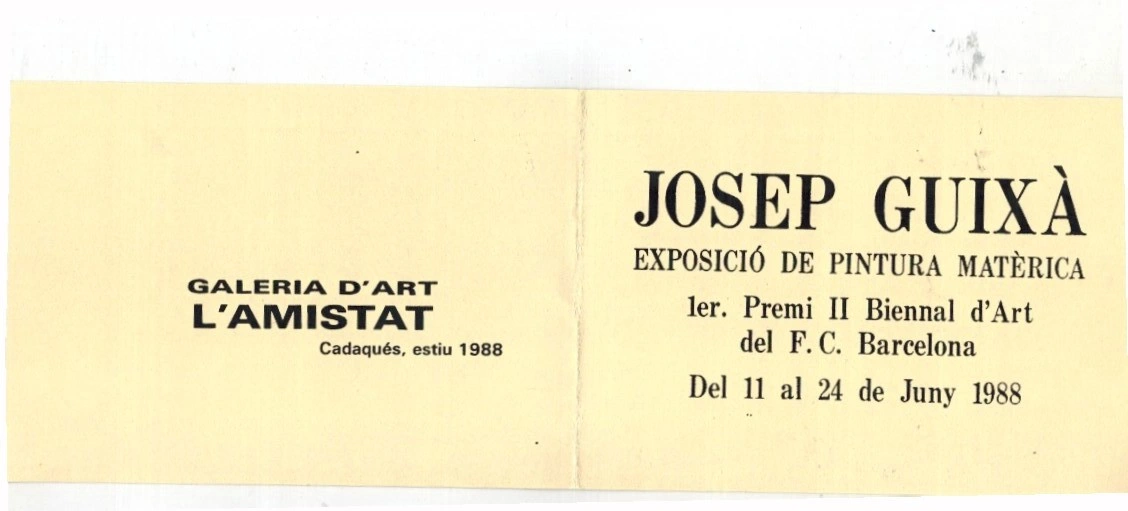 GALERIA D'ART
L'AMISTAT
Cadaqués, estiu 1988
JOSEP GUIXÀ
EXPOSICIÓ DE PINTURA MATÈRICA
1er. Premi II Biennal d'Art
del F. C. Barcelona
Del 11 al 24 de Juny 1988